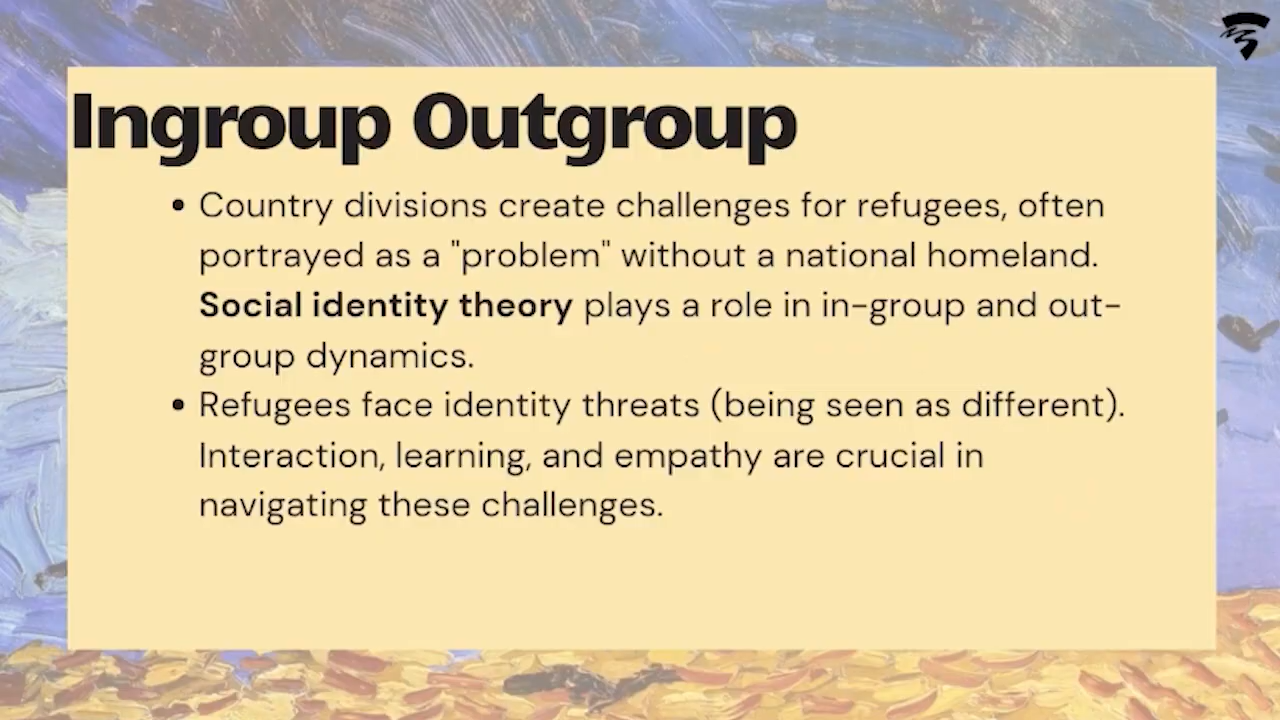 Ingroup Outgroup
• Country divisions create challenges for refugees, often
portrayed as a "problem" without a national homeland.
Social identity theory plays a role in in-group and out-
group dynamics.
• Refugees face identity threats (being seen as different).
Interaction, learning, and empathy are crucial in
navigating these challenges.